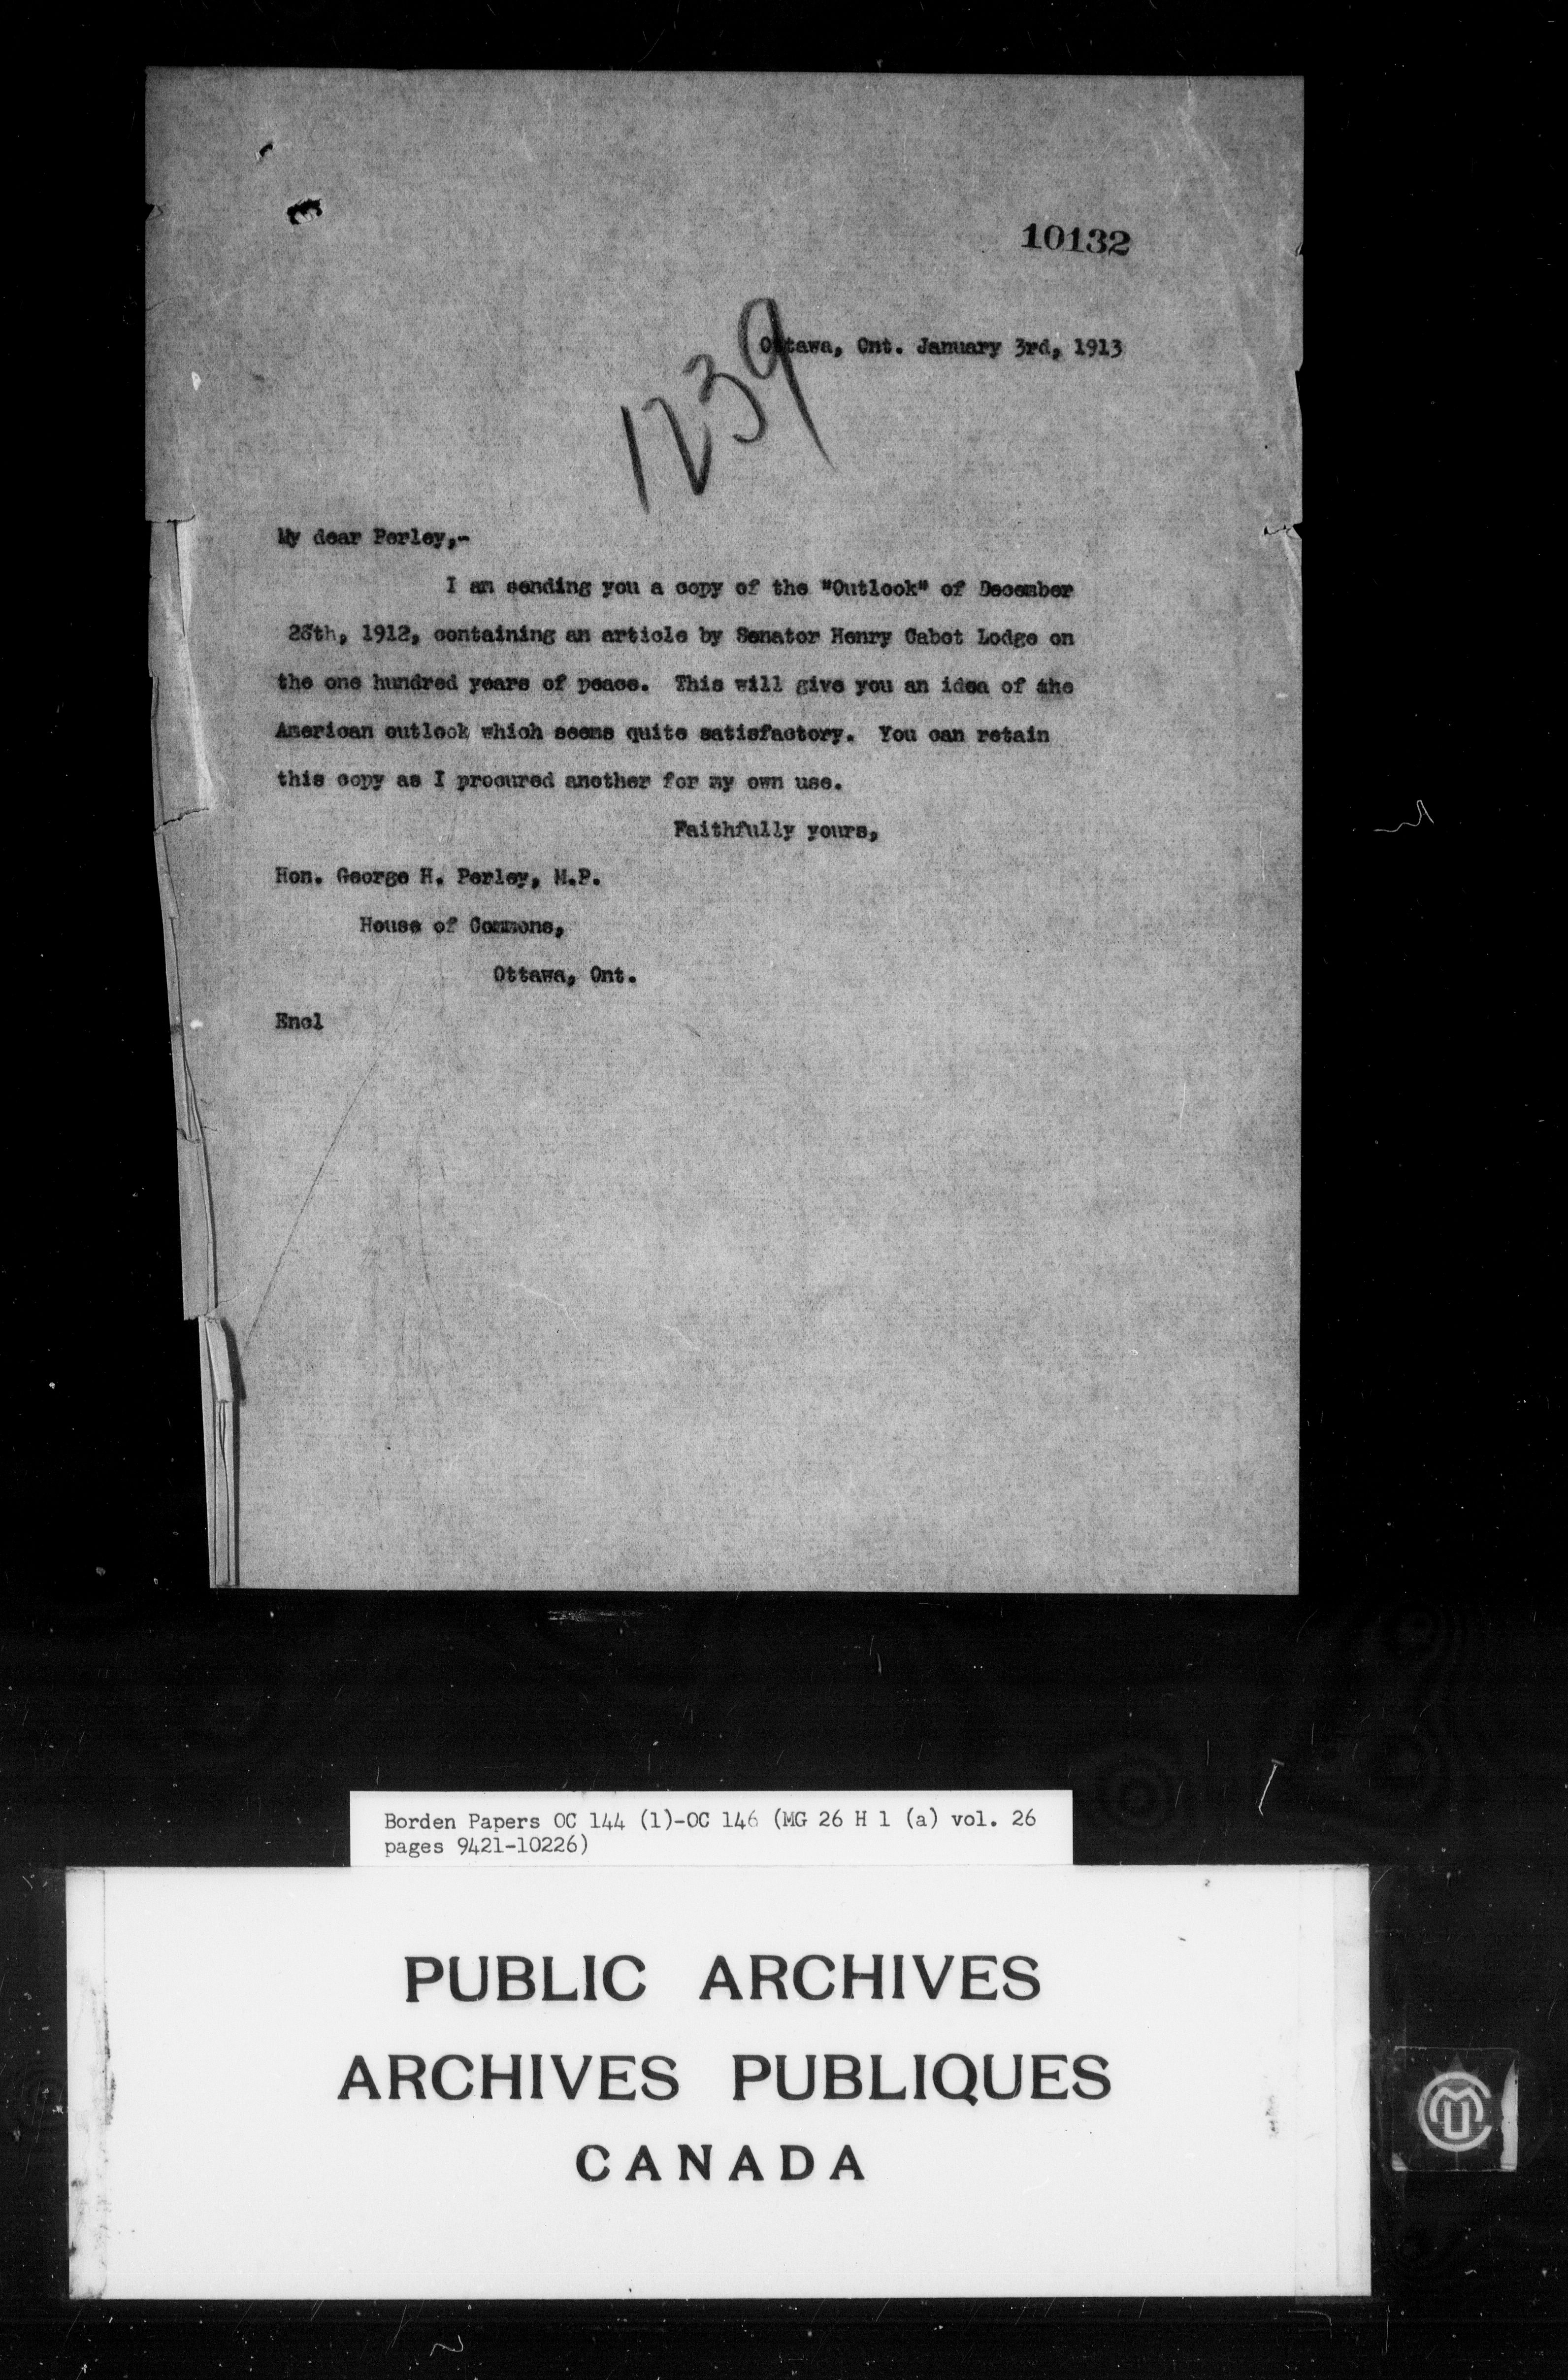 10132
1239
Ottawa, Ont. January 3rd, 1913
My dear Perley,-
I am sending you a copy of the "Outlook" of December
28th, 1912, containing an article by Senator Henry Cabot Lodge on
the one hundred years of peace. This will give you an idea of the
American outlook which seems quite satisfactory. You can retain
this copy as I procured another for my own use.
Faithfully yours,
Hon. George H. Perley, M.P.
House of Commons,
Ottawa, Ont.
Encl
Borden Papers OC 144 (1)-OC 146 (MG 26 H 1 (a) vol. 26
pages 9421-10226)
PUBLIC ARCHIVES
ARCHIVES PUBLIQUES
CANADA